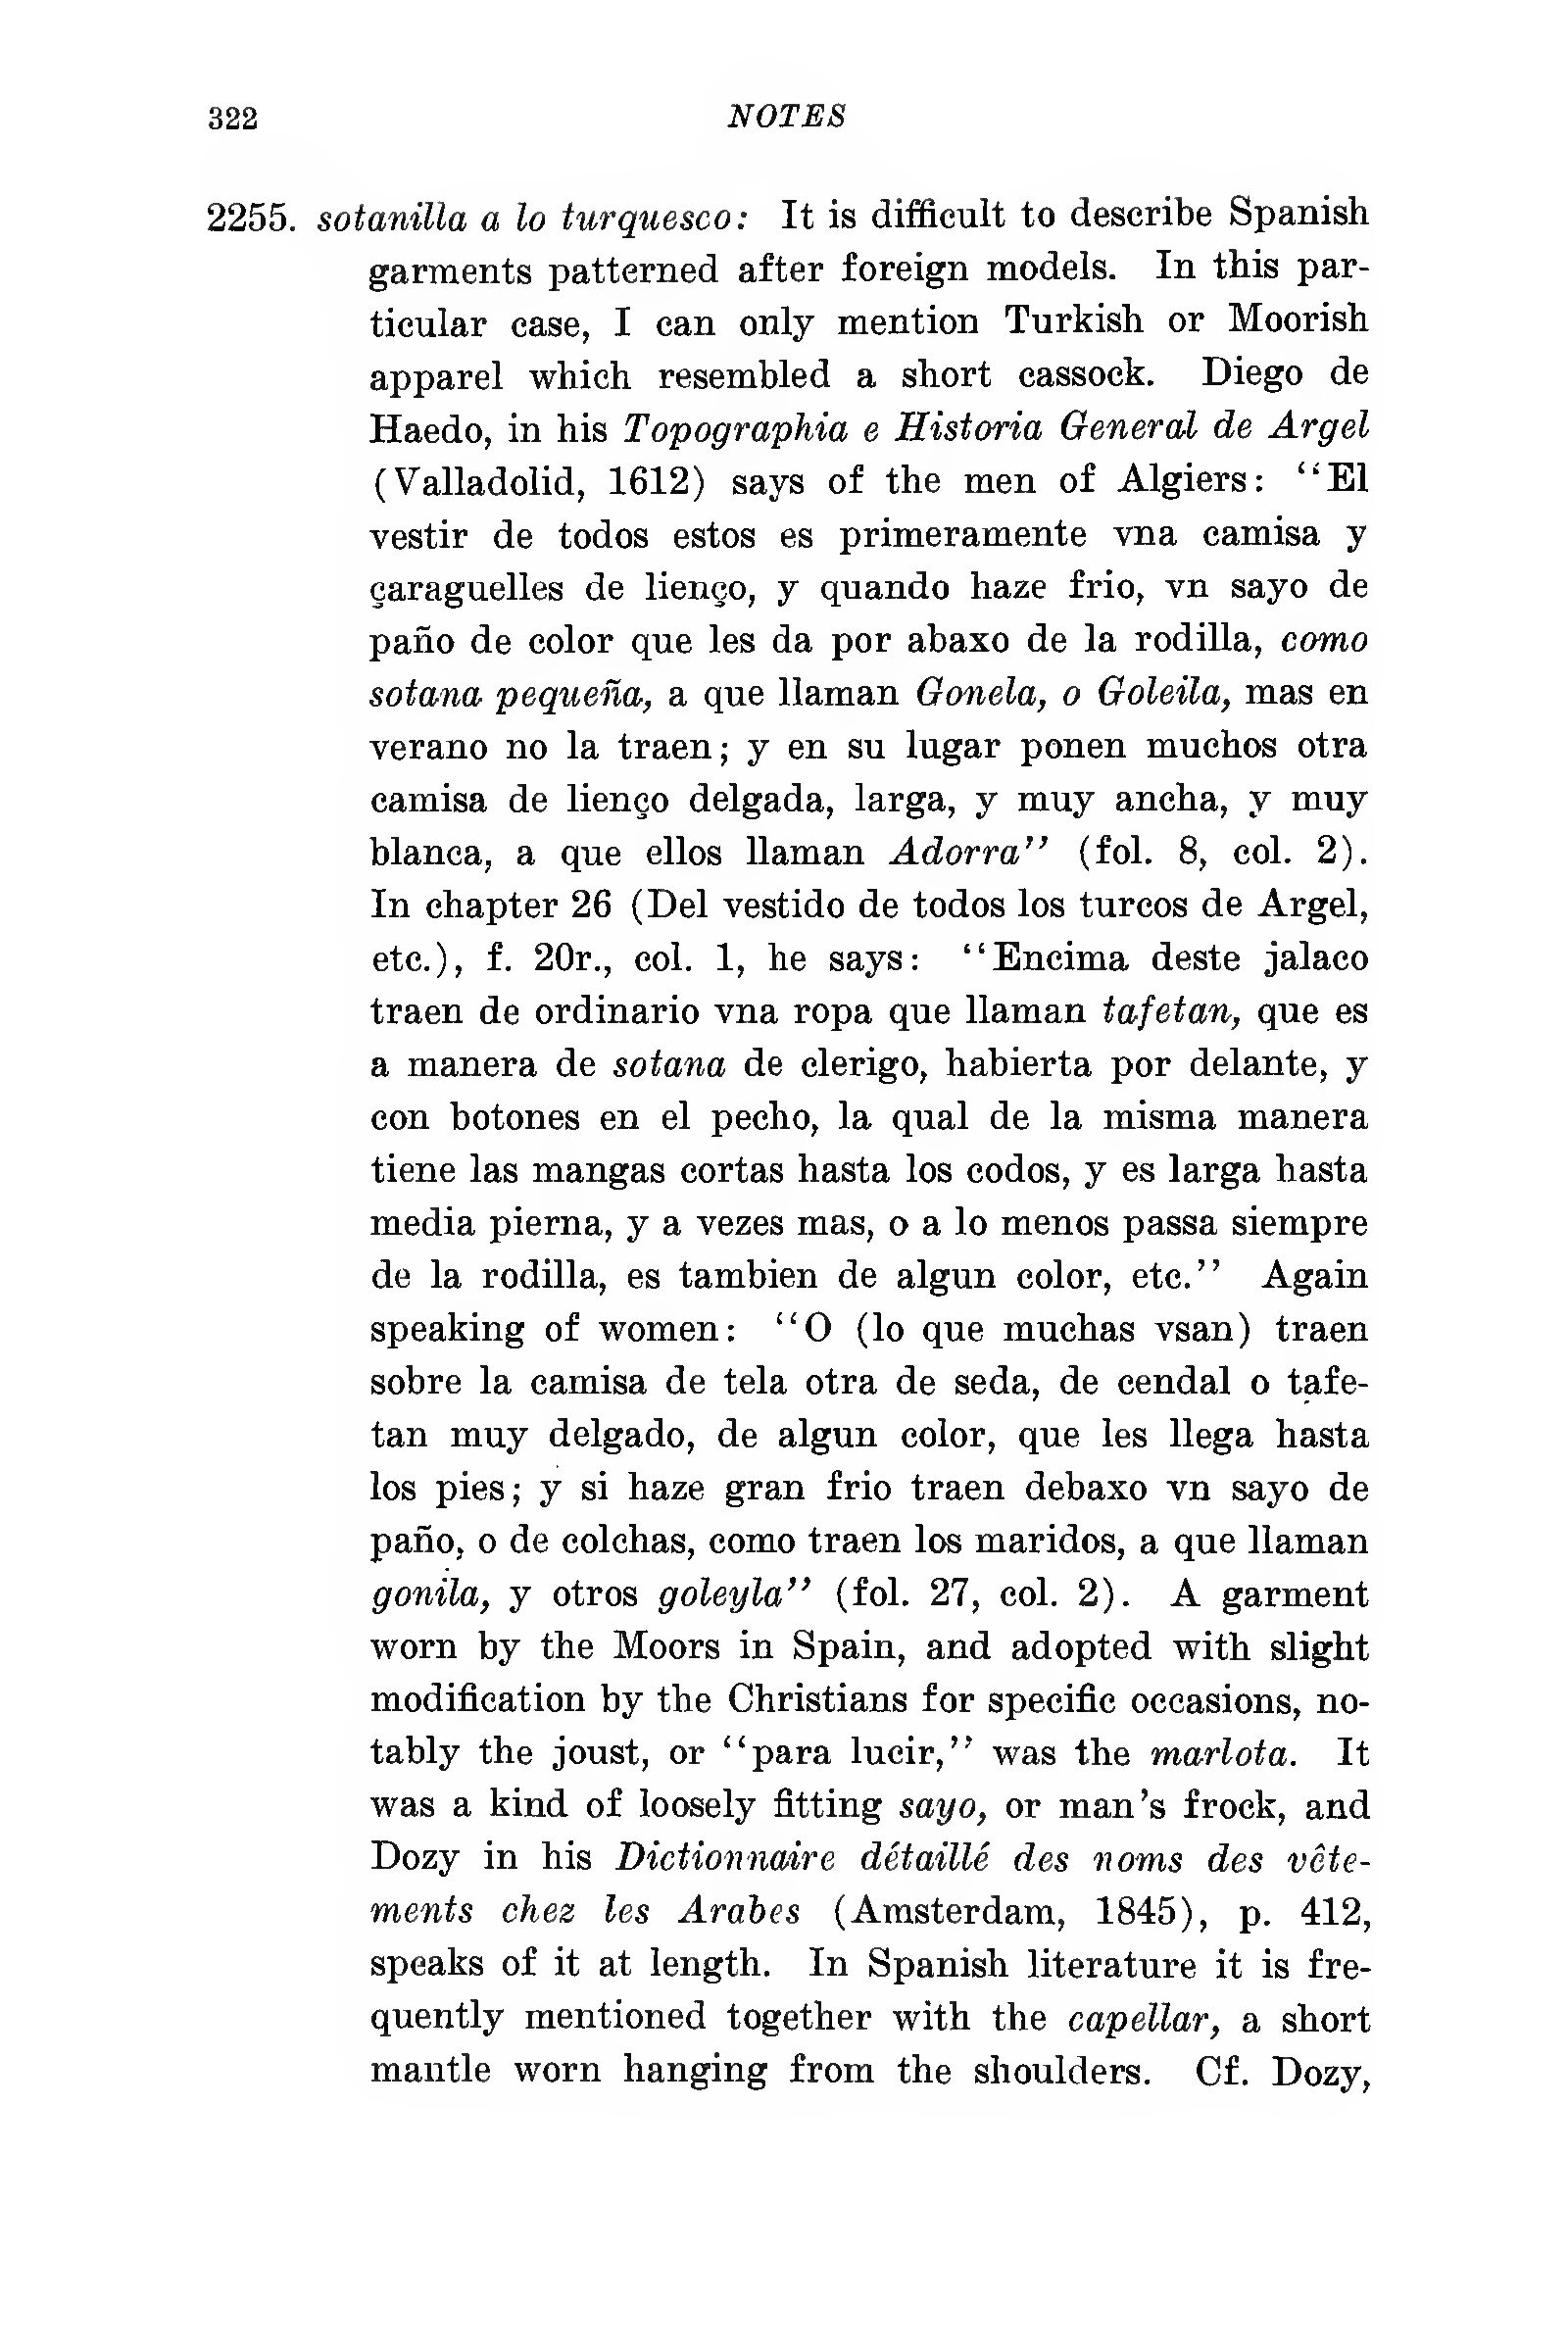 322 NOTES
2255. sotanilla a lo turquesco: It is difficult to describe Spanish
garments patterned after foreign models. In this par-
ticular case, I can only mention Turkish or Moorish
apparel which resembled a short cassock. Diego de
Haedo, in his Topographia e Historia General de Argel
(Valladolid, 1612) says of the men of Algiers: “El
vestir de todos estos es primeramente vna camisa y
çaraguelles de lienço, y quando haze frio, vn sayo de
paño de color que les da por abaxo de la rodilla, como
sotana pequeña, a que llaman Gonela, o Goleila, mas en
verano no la traen; y en su lugar ponen muchos otra
camisa de lienço delgada, larga, y muy ancha, y muy
blanca, a que ellos llaman Adorra” (fol. 8, col. 2).
In chapter 26 (Del vestido de todos los turcos de Argel,
etc.), f. 20r., col. 1, he says: “Encima deste jalaco
traen de ordinario vna ropa que llaman tafetan, que es
a manera de sotana de clerigo, habierta por delante, y
con botones en el pecho, la qual de la misma manera
tiene las mangas cortas hasta los codos, y es larga hasta
media pierna, y a vezes mas, o a lo menos passa siempre
de la rodilla, es tambien de algun color, etc.” Again
speaking of women: “O (lo que muchas vsan) traen
sobre la camisa de tela otra de seda, de cendal o tafe-
tan muy delgado, de algun color, que les llega hasta
los pies; y si haze gran frio traen debaxo vn sayo de
paño, o de colchas, como traen los maridos, a que llaman
gonila, y otros goleyla” (fol. 27, col. 2). A garment
worn by the Moors in Spain, and adopted with slight
modification by the Christians for specific occasions, no-
tably the joust, or “para lucir,” was the marlota. It
was a kind of loosely fitting sayo, or man’s frock, and
Dozy in his Dictionnaire détaillé des noms des vête-
ments chez les Arabes (Amsterdam, 1845), p. 412,
speaks of it at length. In Spanish literature it is fre-
quently mentioned together with the capellar, a short
mantle worn hanging from the shoulders. Cf. Dozy,